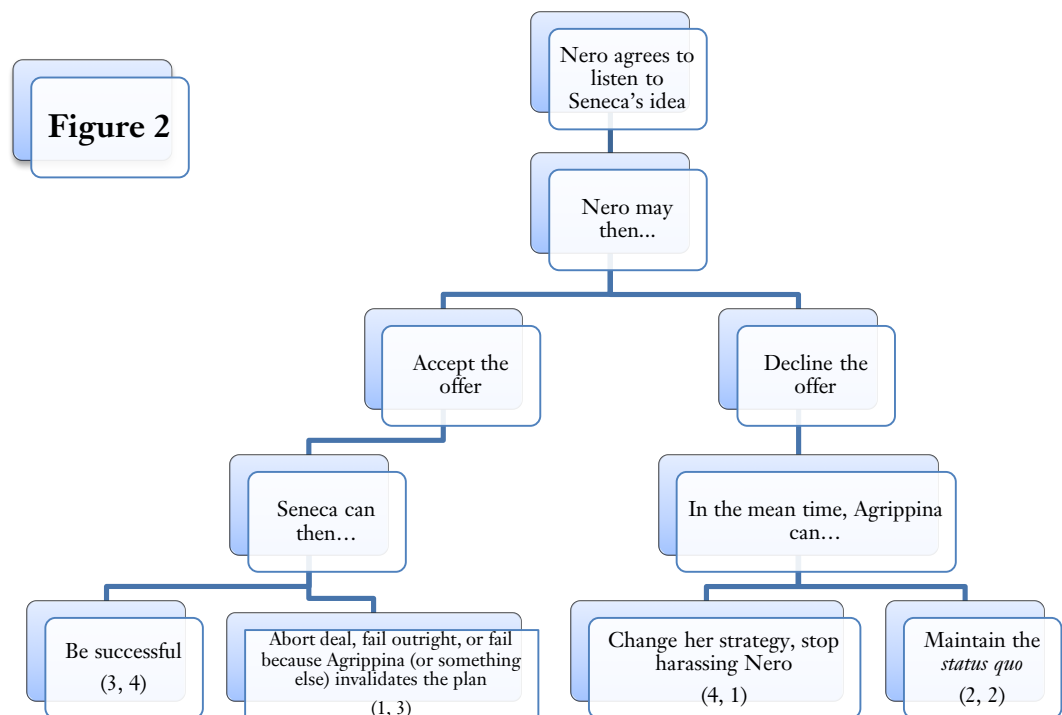 Figure 2
Nero agrees to
listen to
Seneca’s idea
Nero may
then...
Accept the
offer
Decline the
offer
Seneca can
then…
In the mean time, Agrippina
can…
Be successful
(3, 4)
Abort deal, fail outright, or fail
because Agrippina (or something
else) invalidates the plan
(1, 3)
Change her strategy, stop
harassing Nero
(4, 1)
Maintain the
status quo
(2, 2)